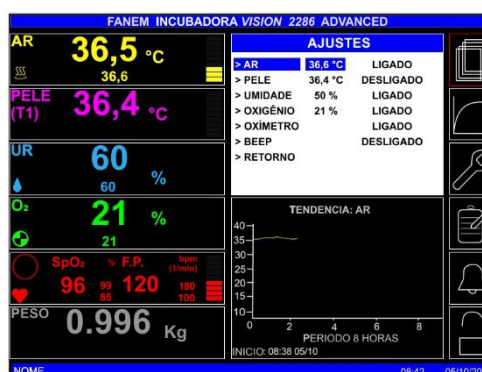 FANEM INCUBADORA VISION 2286 ADVANCED
AR
36,5 °C
36,6
PELE
(T1)
36,4 °C
UR
60
%
60
O₂
21 %
21
SpO₂ % F.P. bpm
(1/min)
96 99 120 180
85 100
PESO
0.996 Kg
AJUSTES
> AR 36,6 °C LIGADO
> PELE 36,4 °C DESLIGADO
> UMIDADE 50 % LIGADO
> OXIGÊNIO 21 % LIGADO
> OXÍMETRO LIGADO
> BEEP DESLIGADO
> RETORNO
TENDENCIA: AR
40
35
30
25
20
15
10
0 2 4 6 8
PERIODO 8 HORAS
INICIO: 08:38 05/10
NOME 08:42